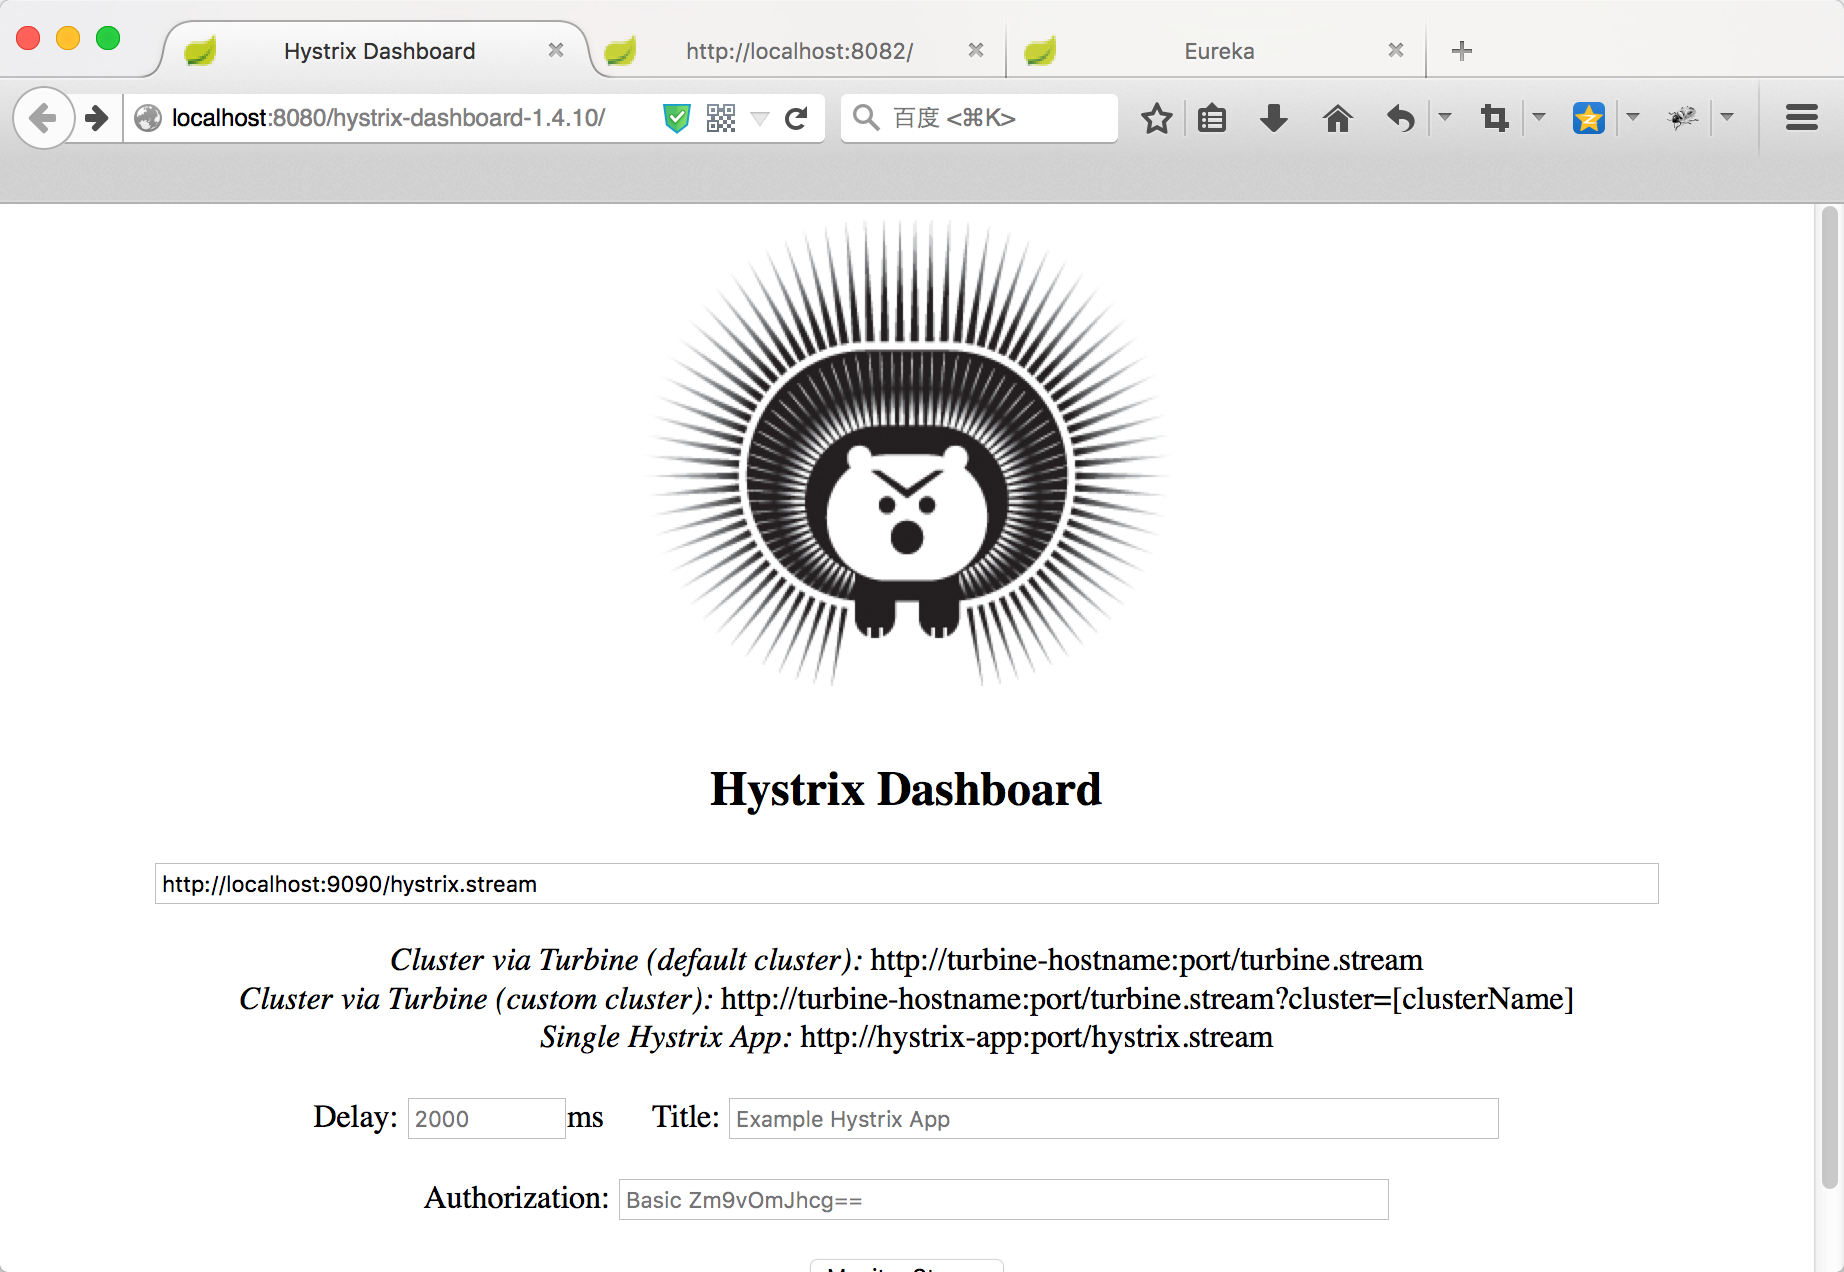 Hystrix Dashboard
http://localhost:8082/
Eureka
localhost:8080/hystrix-dashboard-1.4.10/
百度 <⌘K>
Hystrix Dashboard
http://localhost:9090/hystrix.stream
Cluster via Turbine (default cluster): http://turbine-hostname:port/turbine.stream
Cluster via Turbine (custom cluster): http://turbine-hostname:port/turbine.stream?cluster=[clusterName]
Single Hystrix App: http://hystrix-app:port/hystrix.stream
Delay: 2000 ms Title: Example Hystrix App
Authorization: Basic Zm9vOmJhcg==